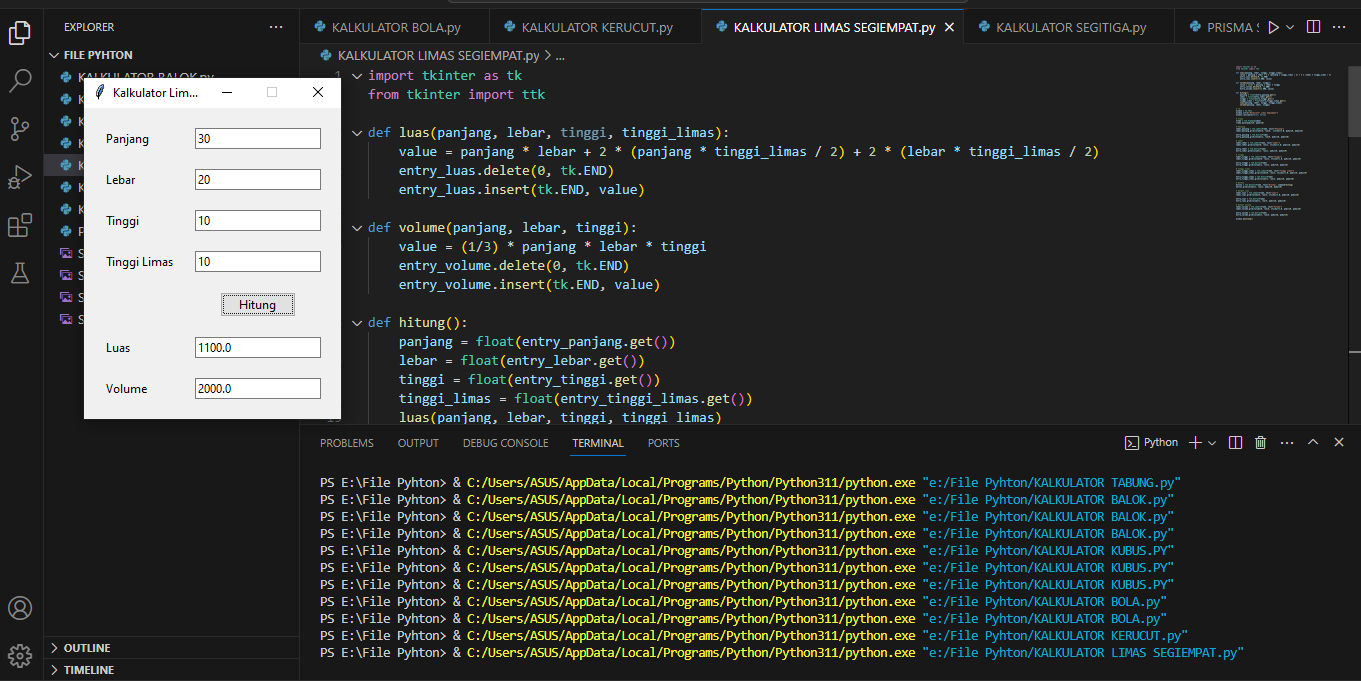 EXPLORER
FILE PYHTON
KALKULATOR BALOK.py
OUTLINE
TIMELINE
Kalkulator Lim...
Panjang 30
Lebar 20
Tinggi 10
Tinggi Limas 10
Hitung
Luas 1100.0
Volume 2000.0
KALKULATOR BOLA.py KALKULATOR KERUCUT.py KALKULATOR LIMAS SEGIEMPAT.py KALKULATOR SEGITIGA.py PRISMA
KALKULATOR LIMAS SEGIEMPAT.py > ...
1 import tkinter as tk
from tkinter import ttk
def luas(panjang, lebar, tinggi, tinggi_limas):
value = panjang * lebar + 2 * (panjang * tinggi_limas / 2) + 2 * (lebar * tinggi_limas / 2)
entry_luas.delete(0, tk.END)
entry_luas.insert(tk.END, value)
def volume(panjang, lebar, tinggi):
value = (1/3) * panjang * lebar * tinggi
entry_volume.delete(0, tk.END)
entry_volume.insert(tk.END, value)
def hitung():
panjang = float(entry_panjang.get())
lebar = float(entry_lebar.get())
tinggi = float(entry_tinggi.get())
tinggi_limas = float(entry_tinggi_limas.get())
luas(panjang, lebar, tinggi, tinggi_limas)
PROBLEMS OUTPUT DEBUG CONSOLE TERMINAL PORTS Python
PS E:\File Pyhton> & C:/Users/ASUS/AppData/Local/Programs/Python/Python311/python.exe "e:/File Pyhton/KALKULATOR TABUNG.py"
PS E:\File Pyhton> & C:/Users/ASUS/AppData/Local/Programs/Python/Python311/python.exe "e:/File Pyhton/KALKULATOR BALOK.py"
PS E:\File Pyhton> & C:/Users/ASUS/AppData/Local/Programs/Python/Python311/python.exe "e:/File Pyhton/KALKULATOR BALOK.py"
PS E:\File Pyhton> & C:/Users/ASUS/AppData/Local/Programs/Python/Python311/python.exe "e:/File Pyhton/KALKULATOR BALOK.py"
PS E:\File Pyhton> & C:/Users/ASUS/AppData/Local/Programs/Python/Python311/python.exe "e:/File Pyhton/KALKULATOR KUBUS.PY"
PS E:\File Pyhton> & C:/Users/ASUS/AppData/Local/Programs/Python/Python311/python.exe "e:/File Pyhton/KALKULATOR KUBUS.PY"
PS E:\File Pyhton> & C:/Users/ASUS/AppData/Local/Programs/Python/Python311/python.exe "e:/File Pyhton/KALKULATOR KUBUS.PY"
PS E:\File Pyhton> & C:/Users/ASUS/AppData/Local/Programs/Python/Python311/python.exe "e:/File Pyhton/KALKULATOR BOLA.py"
PS E:\File Pyhton> & C:/Users/ASUS/AppData/Local/Programs/Python/Python311/python.exe "e:/File Pyhton/KALKULATOR BOLA.py"
PS E:\File Pyhton> & C:/Users/ASUS/AppData/Local/Programs/Python/Python311/python.exe "e:/File Pyhton/KALKULATOR KERUCUT.py"
PS E:\File Pyhton> & C:/Users/ASUS/AppData/Local/Programs/Python/Python311/python.exe "e:/File Pyhton/KALKULATOR LIMAS SEGIEMPAT.py"